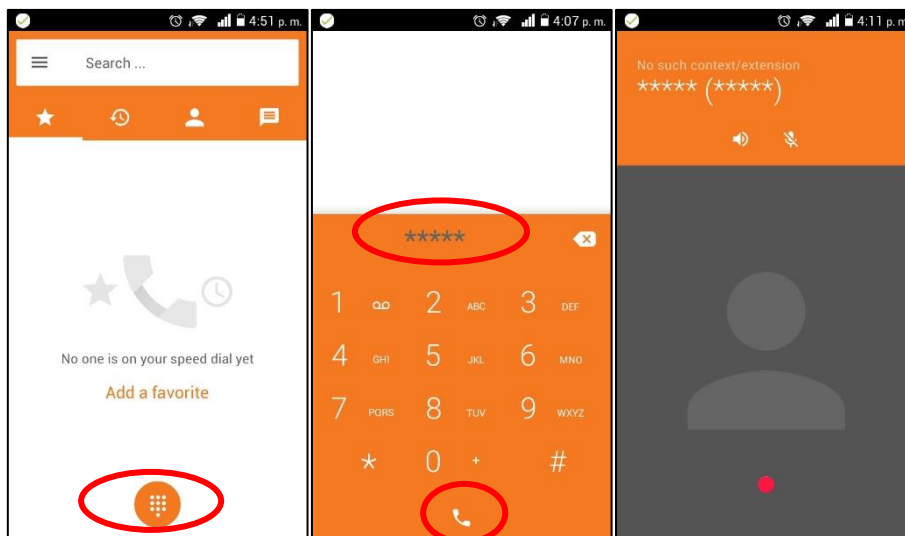 4:51 p. m.
Search ...
No one is on your speed dial yet
Add a favorite
4:07 p. m.
*****
1 2 ABC 3 DEF
4 GHI 5 JKL 6 MNO
7 PQRS 8 TUV 9 WXYZ
* 0 + #
4:11 p. m
No such context/extension
***** (*****)